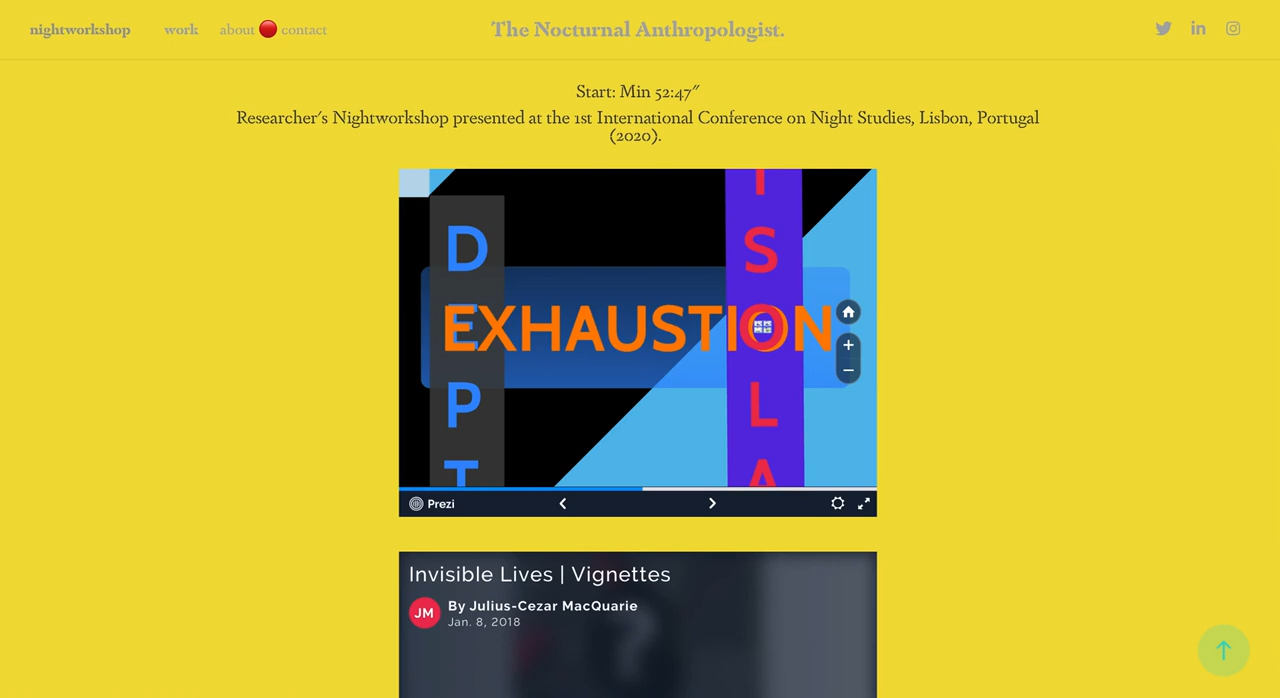 nightworkshop
work
about 🔴 contact
The Nocturnal Anthropologist.
Start: Min 52:47"
Researcher's Nightworkshop presented at the 1st International Conference on Night Studies, Lisbon, Portugal
(2020).
D
E
P
T
EXHAUSTION
I
S
O
L
A
Prezi
Invisible Lives | Vignettes
JM
By Julius-Cezar MacQuarie
Jan. 8, 2018